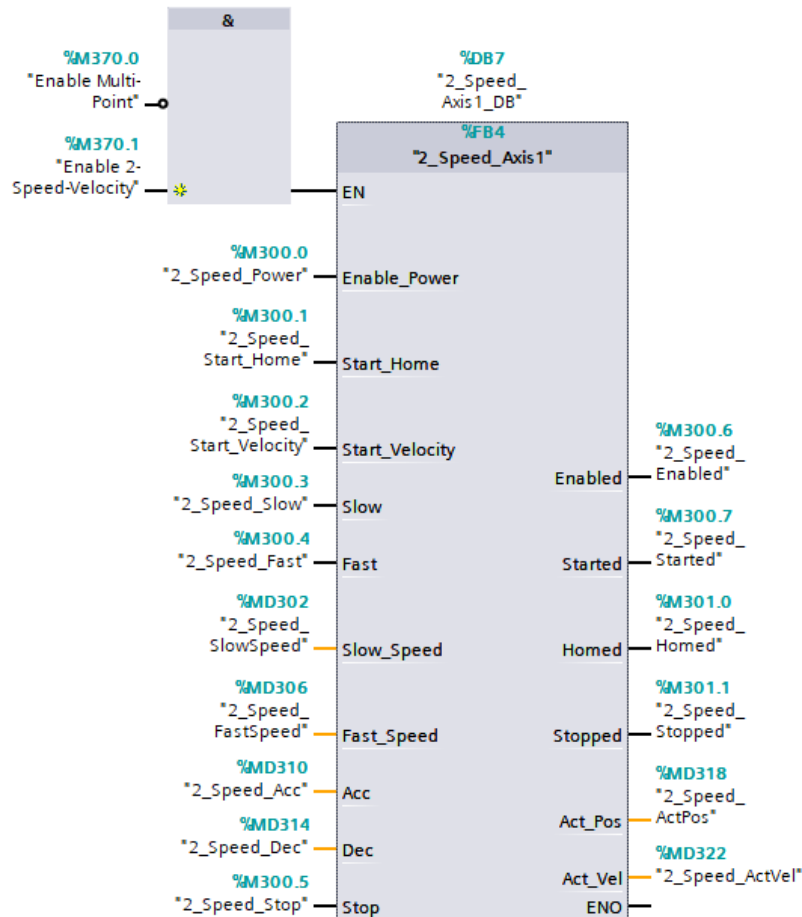 &
%M370.0
"Enable Multi-
Point"
%M370.1
"Enable 2-
Speed-Velocity"
%DB7
"2_Speed_
Axis1_DB"
%FB4
"2_Speed_Axis1"
EN
%M300.0
"2_Speed_Power"
Enable_Power
%M300.1
"2_Speed_
Start_Home"
Start_Home
%M300.2
"2_Speed_
Start_Velocity"
Start_Velocity
%M300.3
"2_Speed_Slow"
Slow
%M300.4
"2_Speed_Fast"
Fast
%MD302
"2_Speed_
SlowSpeed"
Slow_Speed
%MD306
"2_Speed_
FastSpeed"
Fast_Speed
%MD310
"2_Speed_Acc"
Acc
%MD314
"2_Speed_Dec"
Dec
%M300.5
"2_Speed_Stop"
Stop
Enabled
%M300.6
"2_Speed_
Enabled"
Started
%M300.7
"2_Speed_
Started"
Homed
%M301.0
"2_Speed_
Homed"
Stopped
%M301.1
"2_Speed_
Stopped"
Act_Pos
%MD318
"2_Speed_
ActPos"
Act_Vel
%MD322
"2_Speed_ActVel"
ENO